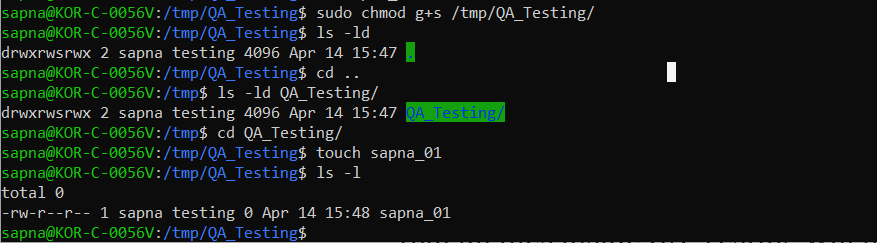 sapna@KOR-C-0056V:/tmp/QA_Testing$ sudo chmod g+s /tmp/QA_Testing/
sapna@KOR-C-0056V:/tmp/QA_Testing$ ls -ld
drwxrwsrwx 2 sapna testing 4096 Apr 14 15:47 .
sapna@KOR-C-0056V:/tmp/QA_Testing$ cd ..
sapna@KOR-C-0056V:/tmp$ ls -ld QA_Testing/
drwxrwsrwx 2 sapna testing 4096 Apr 14 15:47 QA_Testing/
sapna@KOR-C-0056V:/tmp$ cd QA_Testing/
sapna@KOR-C-0056V:/tmp/QA_Testing$ touch sapna_01
sapna@KOR-C-0056V:/tmp/QA_Testing$ ls -l
total 0
-rw-r--r-- 1 sapna testing 0 Apr 14 15:48 sapna_01
sapna@KOR-C-0056V:/tmp/QA_Testing$